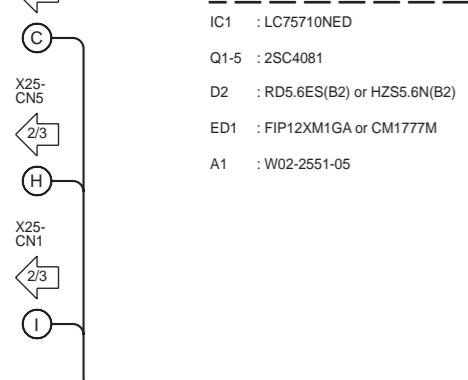 C
X25-
CN5
2/3
H
X25-
CN1
2/3
I
IC1 : LC75710NED
Q1-5 : 2SC4081
D2 : RD5.6ES(B2) or HZS5.6N(B2)
ED1 : FIP12XM1GA or CM1777M
A1 : W02-2551-05